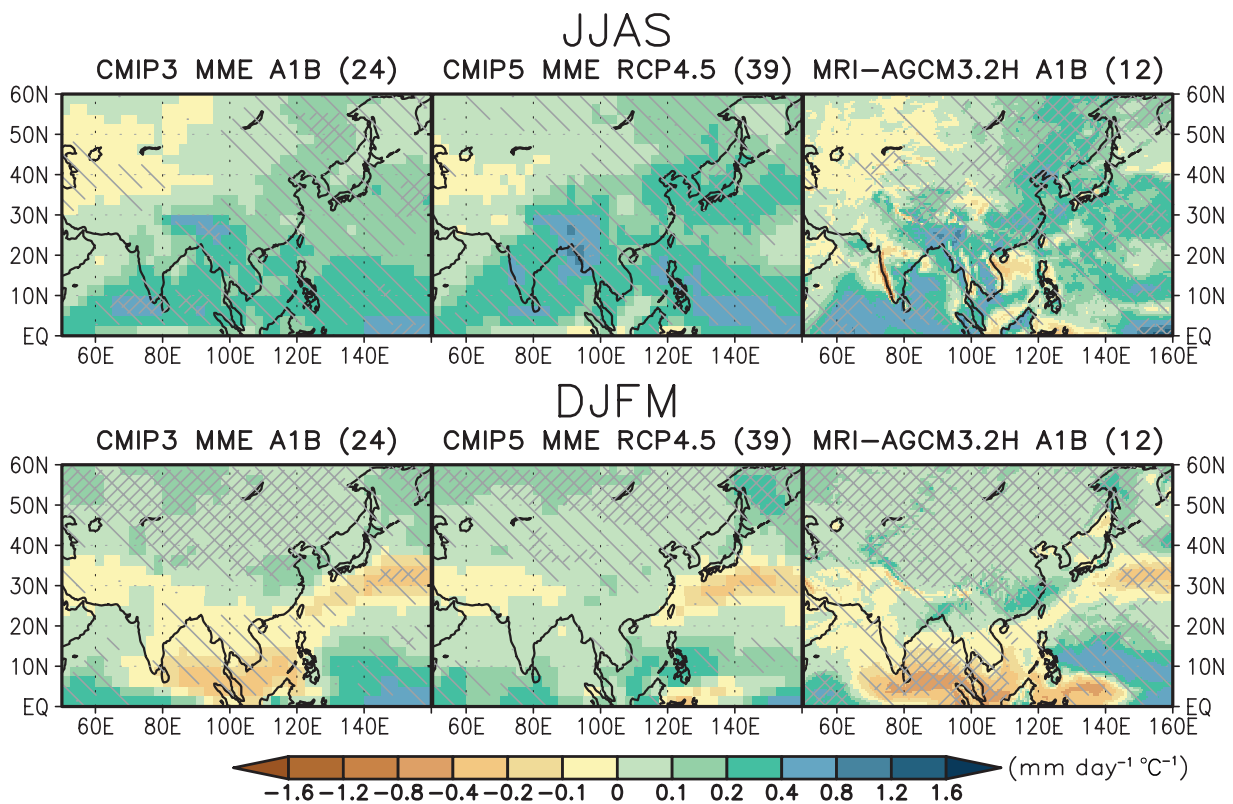 JJAS
CMIP3 MME A1B (24) CMIP5 MME RCP4.5 (39) MRI−AGCM3.2H A1B (12)
60N 60N
50N 50N
40N 40N
30N 30N
20N 20N
10N 10N
EQ EQ
60E 80E 100E 120E 140E 60E 80E 100E 120E 140E 60E 80E 100E 120E 140E 160E
DJFM
CMIP3 MME A1B (24) CMIP5 MME RCP4.5 (39) MRI−AGCM3.2H A1B (12)
60N 60N
50N 50N
40N 40N
30N 30N
20N 20N
10N 10N
EQ EQ
60E 80E 100E 120E 140E 60E 80E 100E 120E 140E 60E 80E 100E 120E 140E 160E
(mm day⁻¹ °C⁻¹)
−1.6 −1.2 −0.8 −0.4 −0.2 −0.1 0 0.1 0.2 0.4 0.8 1.2 1.6